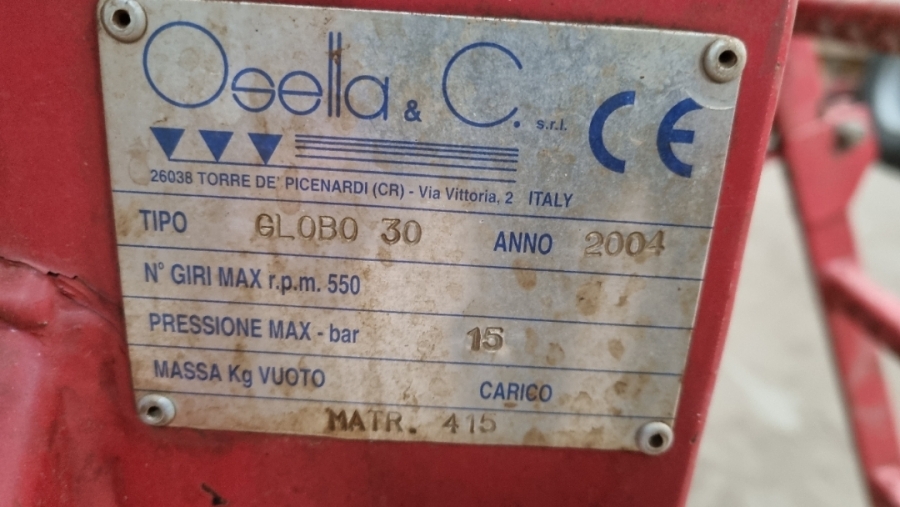 Osella & C. s.r.l. CE
26038 TORRE DE' PICENARDI (CR) - Via Vittoria, 2 ITALY
TIPO GLOBO 30 ANNO 2004
N° GIRI MAX r.p.m. 550
PRESSIONE MAX - bar 15
MASSA Kg VUOTO CARICO
MATR. 415